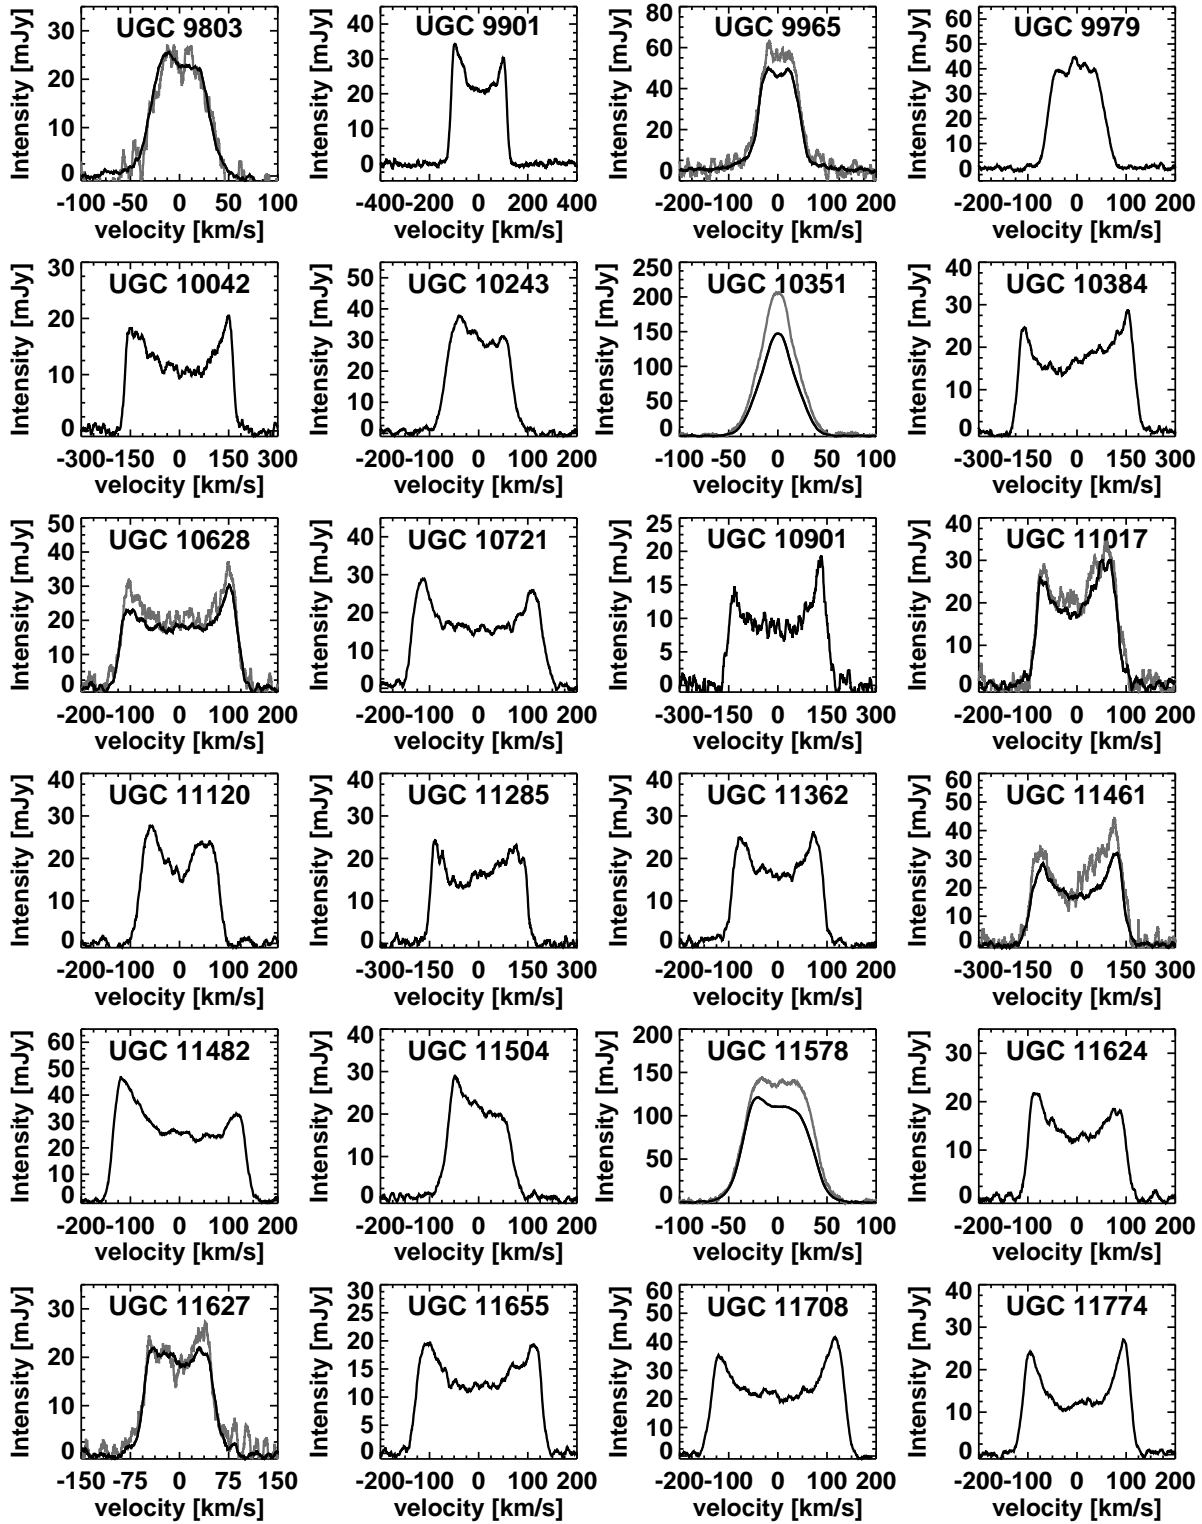 Intensity [mJy]
UGC 9803
30
20
10
0
-100 -50 0 50 100
velocity [km/s]
Intensity [mJy]
UGC 9901
40
30
20
10
0
-400 -200 0 200 400
velocity [km/s]
Intensity [mJy]
UGC 9965
80
60
40
20
0
-200 -100 0 100 200
velocity [km/s]
Intensity [mJy]
UGC 9979
60
50
40
30
20
10
0
-200 -100 0 100 200
velocity [km/s]
Intensity [mJy]
UGC 10042
30
20
10
0
-300 -150 0 150 300
velocity [km/s]
Intensity [mJy]
UGC 10243
50
40
30
20
10
0
-200 -100 0 100 200
velocity [km/s]
Intensity [mJy]
UGC 10351
250
200
150
100
50
0
-100 -50 0 50 100
velocity [km/s]
Intensity [mJy]
UGC 10384
40
30
20
10
0
-300 -150 0 150 300
velocity [km/s]
Intensity [mJy]
UGC 10628
50
40
30
20
10
0
-200 -100 0 100 200
velocity [km/s]
Intensity [mJy]
UGC 10721
40
30
20
10
0
-200 -100 0 100 200
velocity [km/s]
Intensity [mJy]
UGC 10901
25
20
15
10
5
0
-300 -150 0 150 300
velocity [km/s]
Intensity [mJy]
UGC 11017
40
30
20
10
0
-200 -100 0 100 200
velocity [km/s]
Intensity [mJy]
UGC 11120
40
30
20
10
0
-200 -100 0 100 200
velocity [km/s]
Intensity [mJy]
UGC 11285
40
30
20
10
0
-300 -150 0 150 300
velocity [km/s]
Intensity [mJy]
UGC 11362
40
30
20
10
0
-200 -100 0 100 200
velocity [km/s]
Intensity [mJy]
UGC 11461
60
50
40
30
20
10
0
-300 -150 0 150 300
velocity [km/s]
Intensity [mJy]
UGC 11482
60
50
40
30
20
10
0
-200 -100 0 100 200
velocity [km/s]
Intensity [mJy]
UGC 11504
40
30
20
10
0
-200 -100 0 100 200
velocity [km/s]
Intensity [mJy]
UGC 11578
200
150
100
50
0
-100 -50 0 50 100
velocity [km/s]
Intensity [mJy]
UGC 11624
30
20
10
0
-200 -100 0 100 200
velocity [km/s]
Intensity [mJy]
UGC 11627
30
20
10
0
-150 -75 0 75 150
velocity [km/s]
Intensity [mJy]
UGC 11655
30
25
20
15
10
5
0
-200 -100 0 100 200
velocity [km/s]
Intensity [mJy]
UGC 11708
60
50
40
30
20
10
0
-200 -100 0 100 200
velocity [km/s]
Intensity [mJy]
UGC 11774
40
30
20
10
0
-200 -100 0 100 200
velocity [km/s]